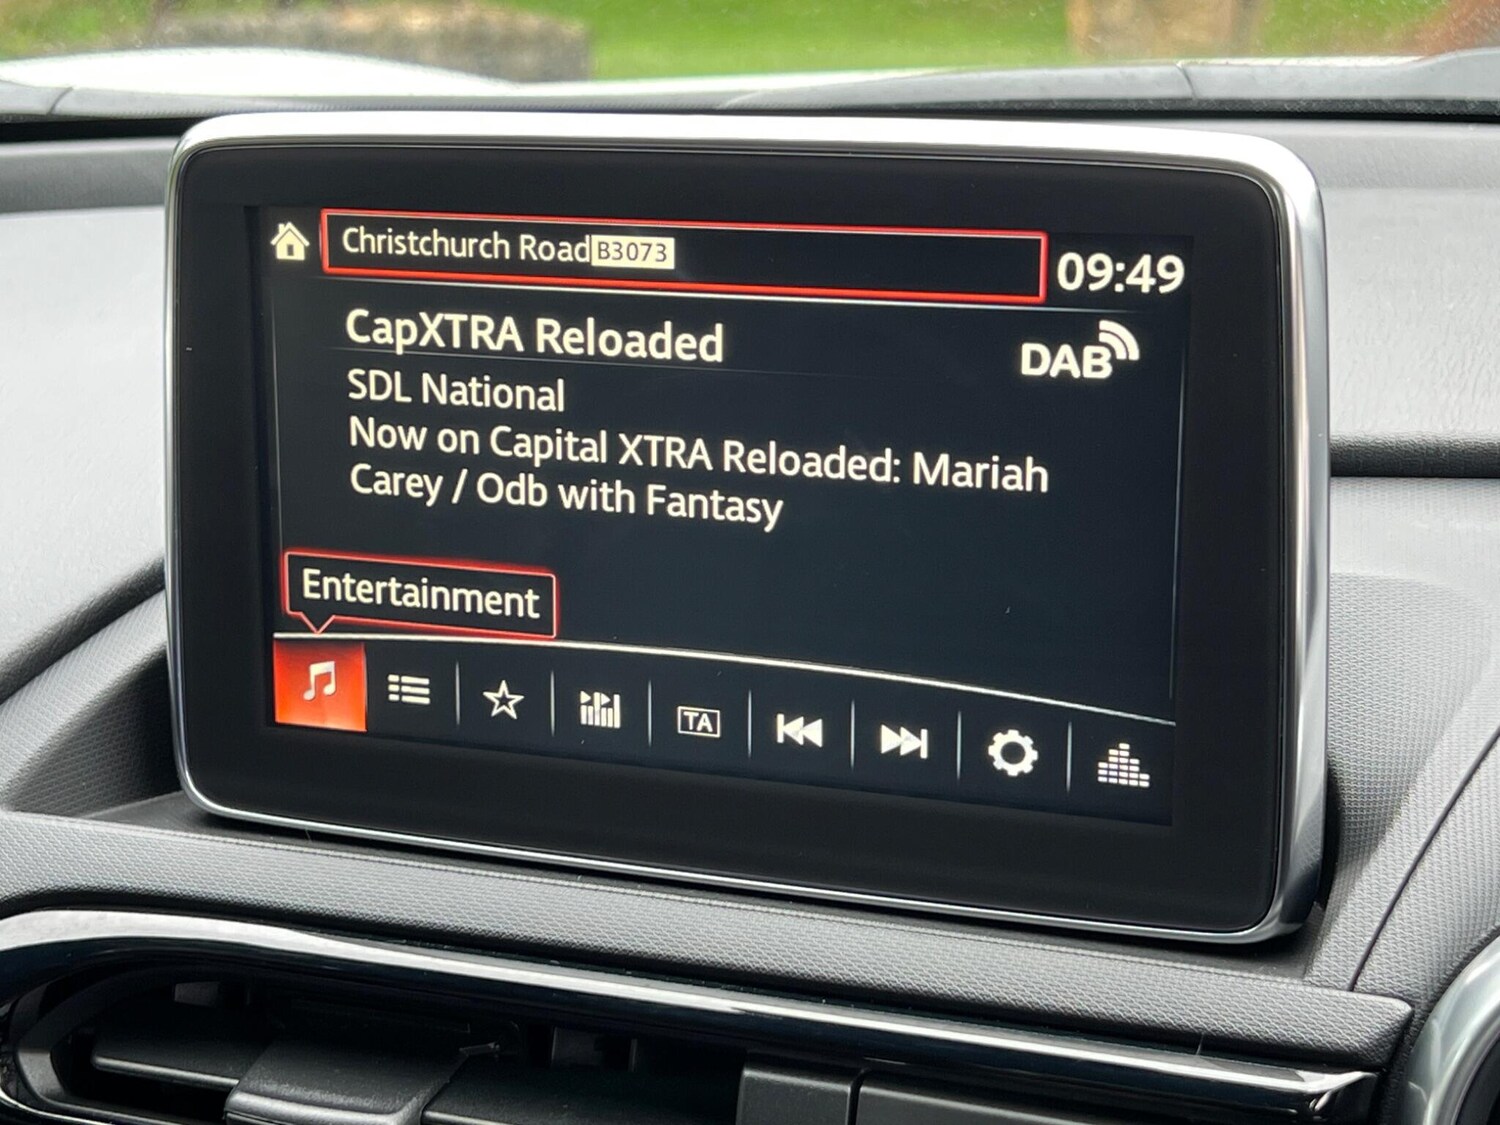 Christchurch Road B3073
09:49
CapXTRA Reloaded
DAB
SDL National
Now on Capital XTRA Reloaded: Mariah
Carey / Odb with Fantasy
Entertainment
TA